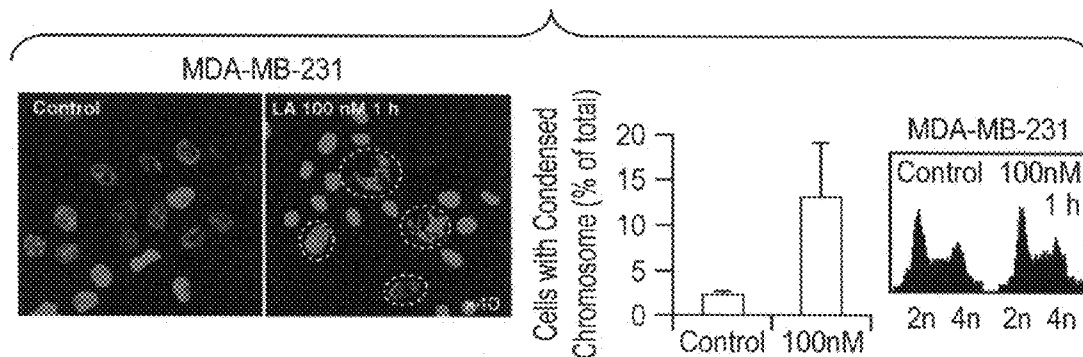 MDA-MB-231
Control
LA 100 nM 1 h
x40
Cells with Condensed
Chromosome (% of total)
20
15
10
5
0
Control
100nM
MDA-MB-231
Control 100nM
1 h
2n 4n 2n 4n